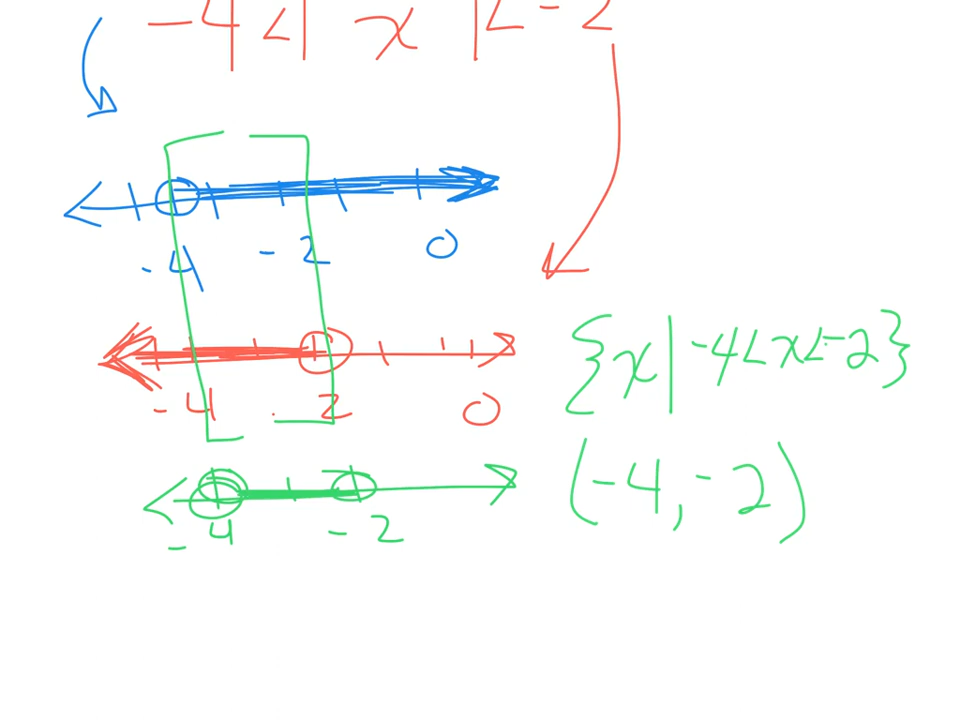 -4 < | x | < -2
-4 -2 0
-4 2 0
{x | -4 < x < -2}
-4 -2
(-4, -2)